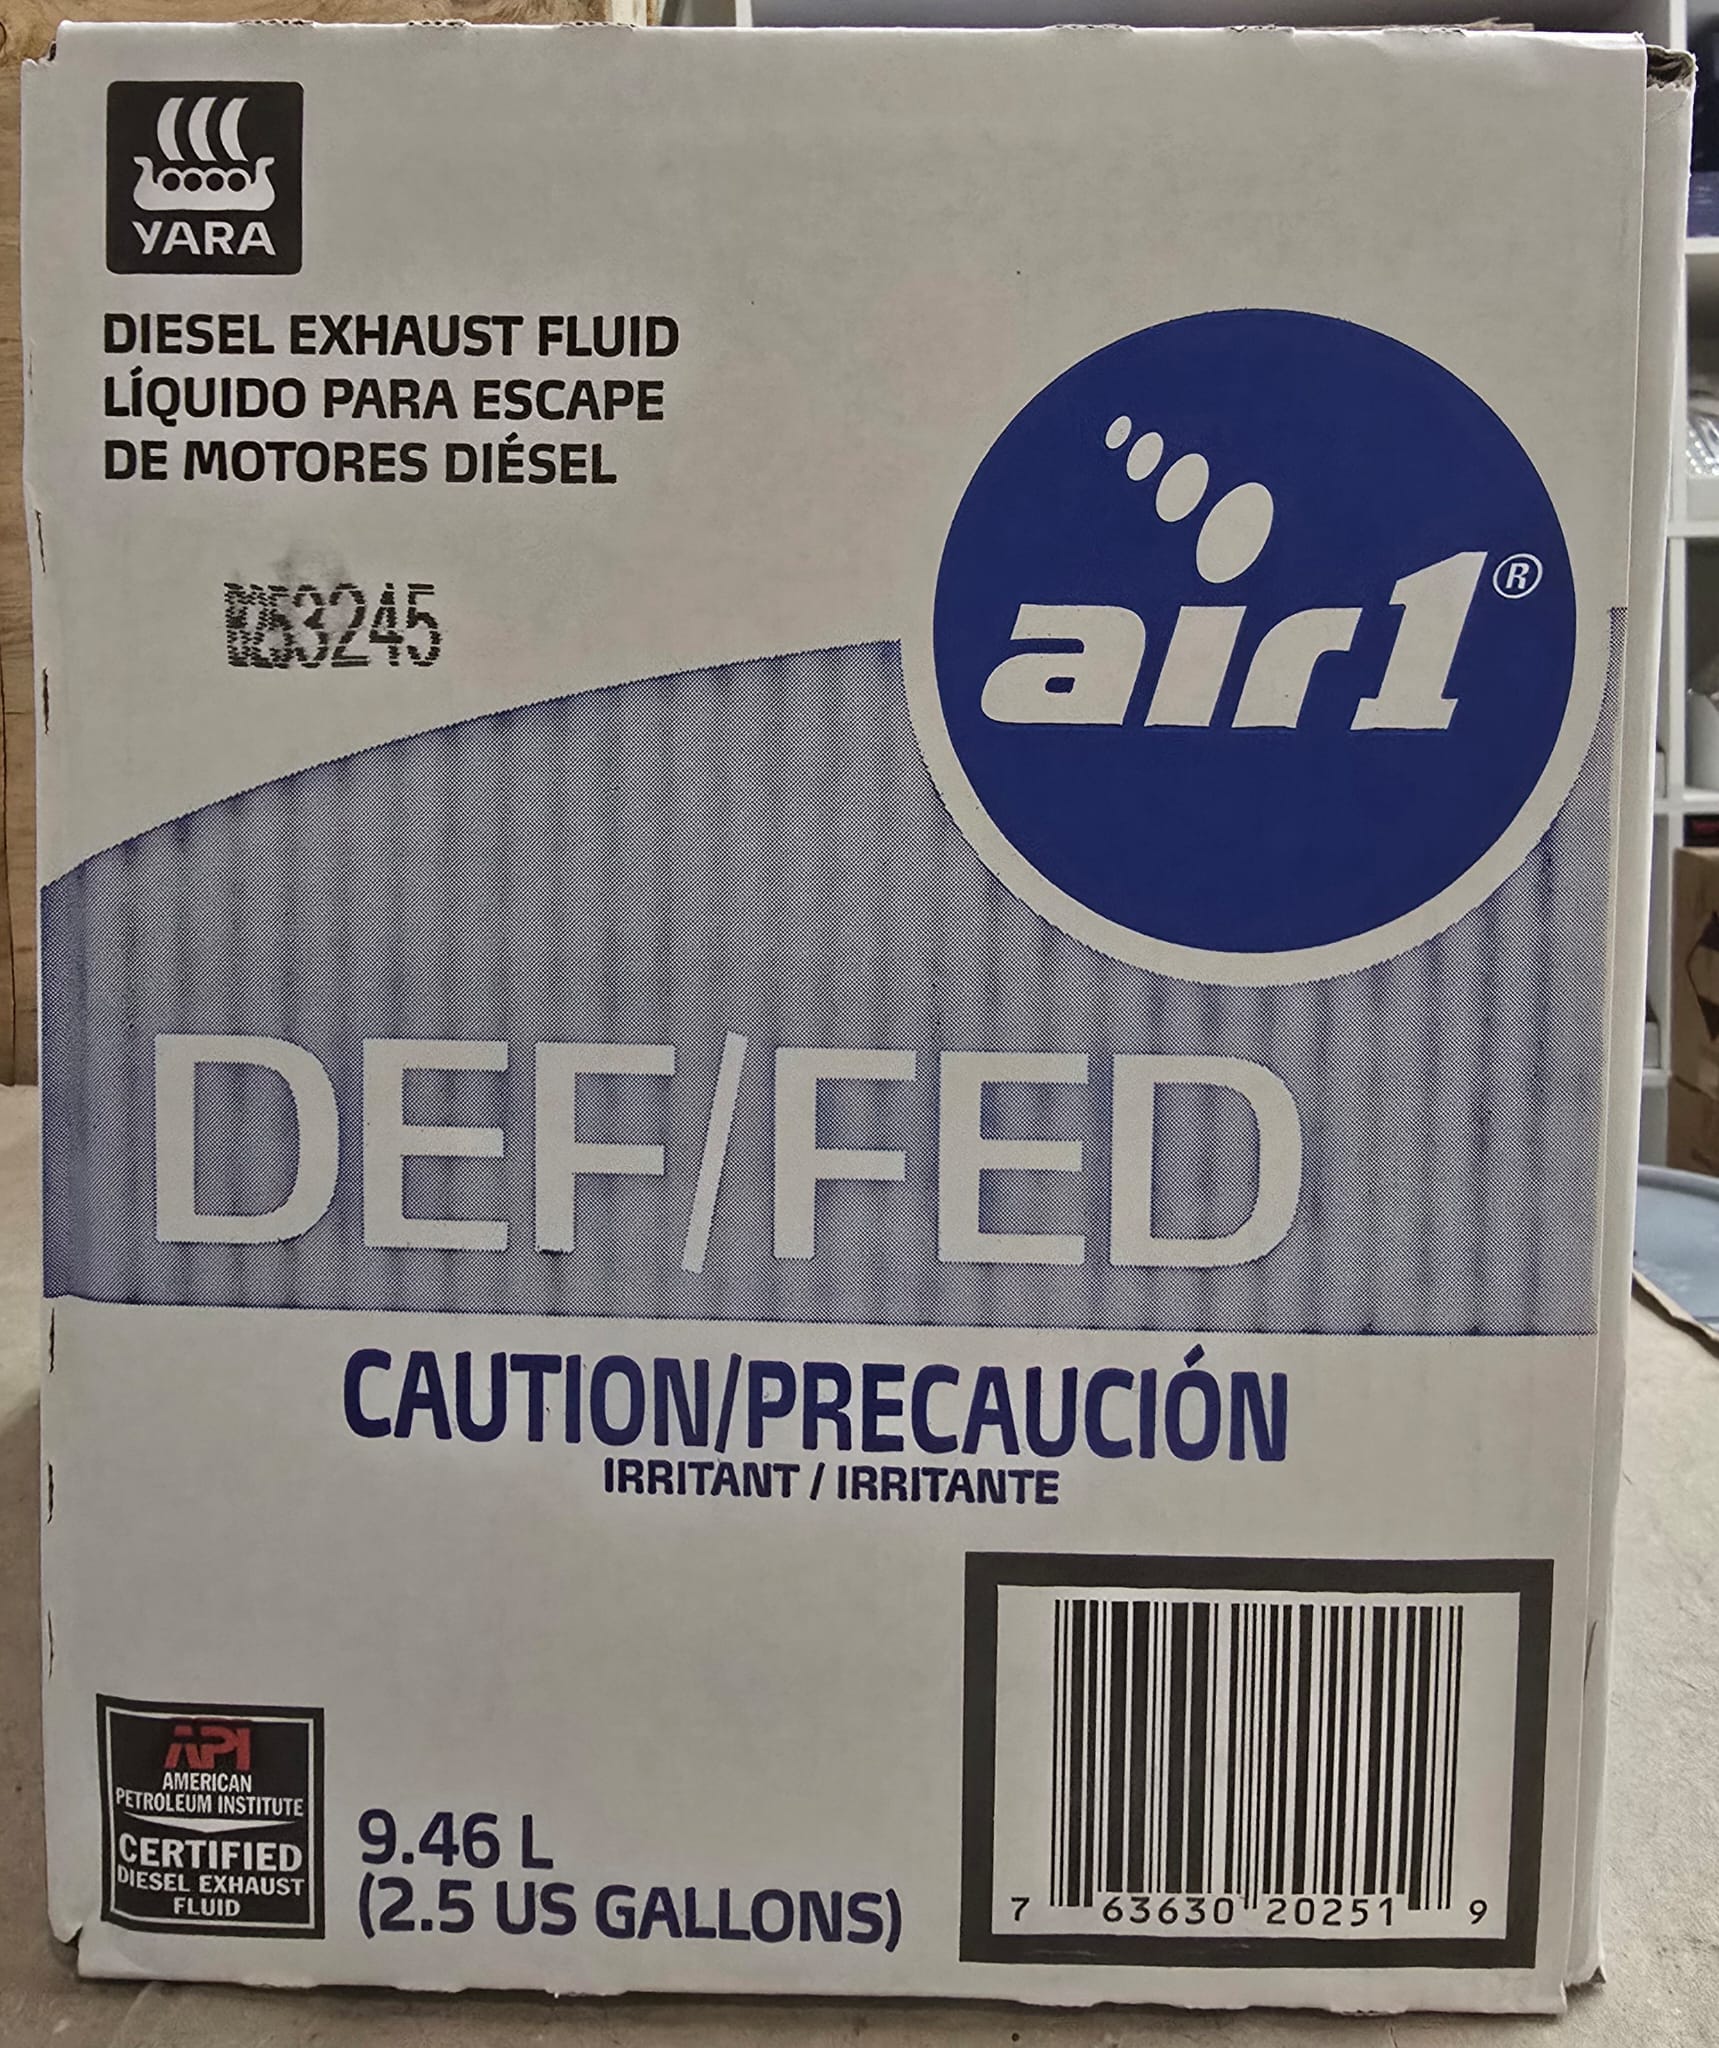 YARA
DIESEL EXHAUST FLUID
LÍQUIDO PARA ESCAPE
DE MOTORES DIÉSEL
air1®
DEF/FED
CAUTION/PRECAUCIÓN
IRRITANT / IRRITANTE
API
AMERICAN
PETROLEUM INSTITUTE
CERTIFIED
DIESEL EXHAUST
FLUID
9.46 L
(2.5 US GALLONS)
7 63630 20251 9